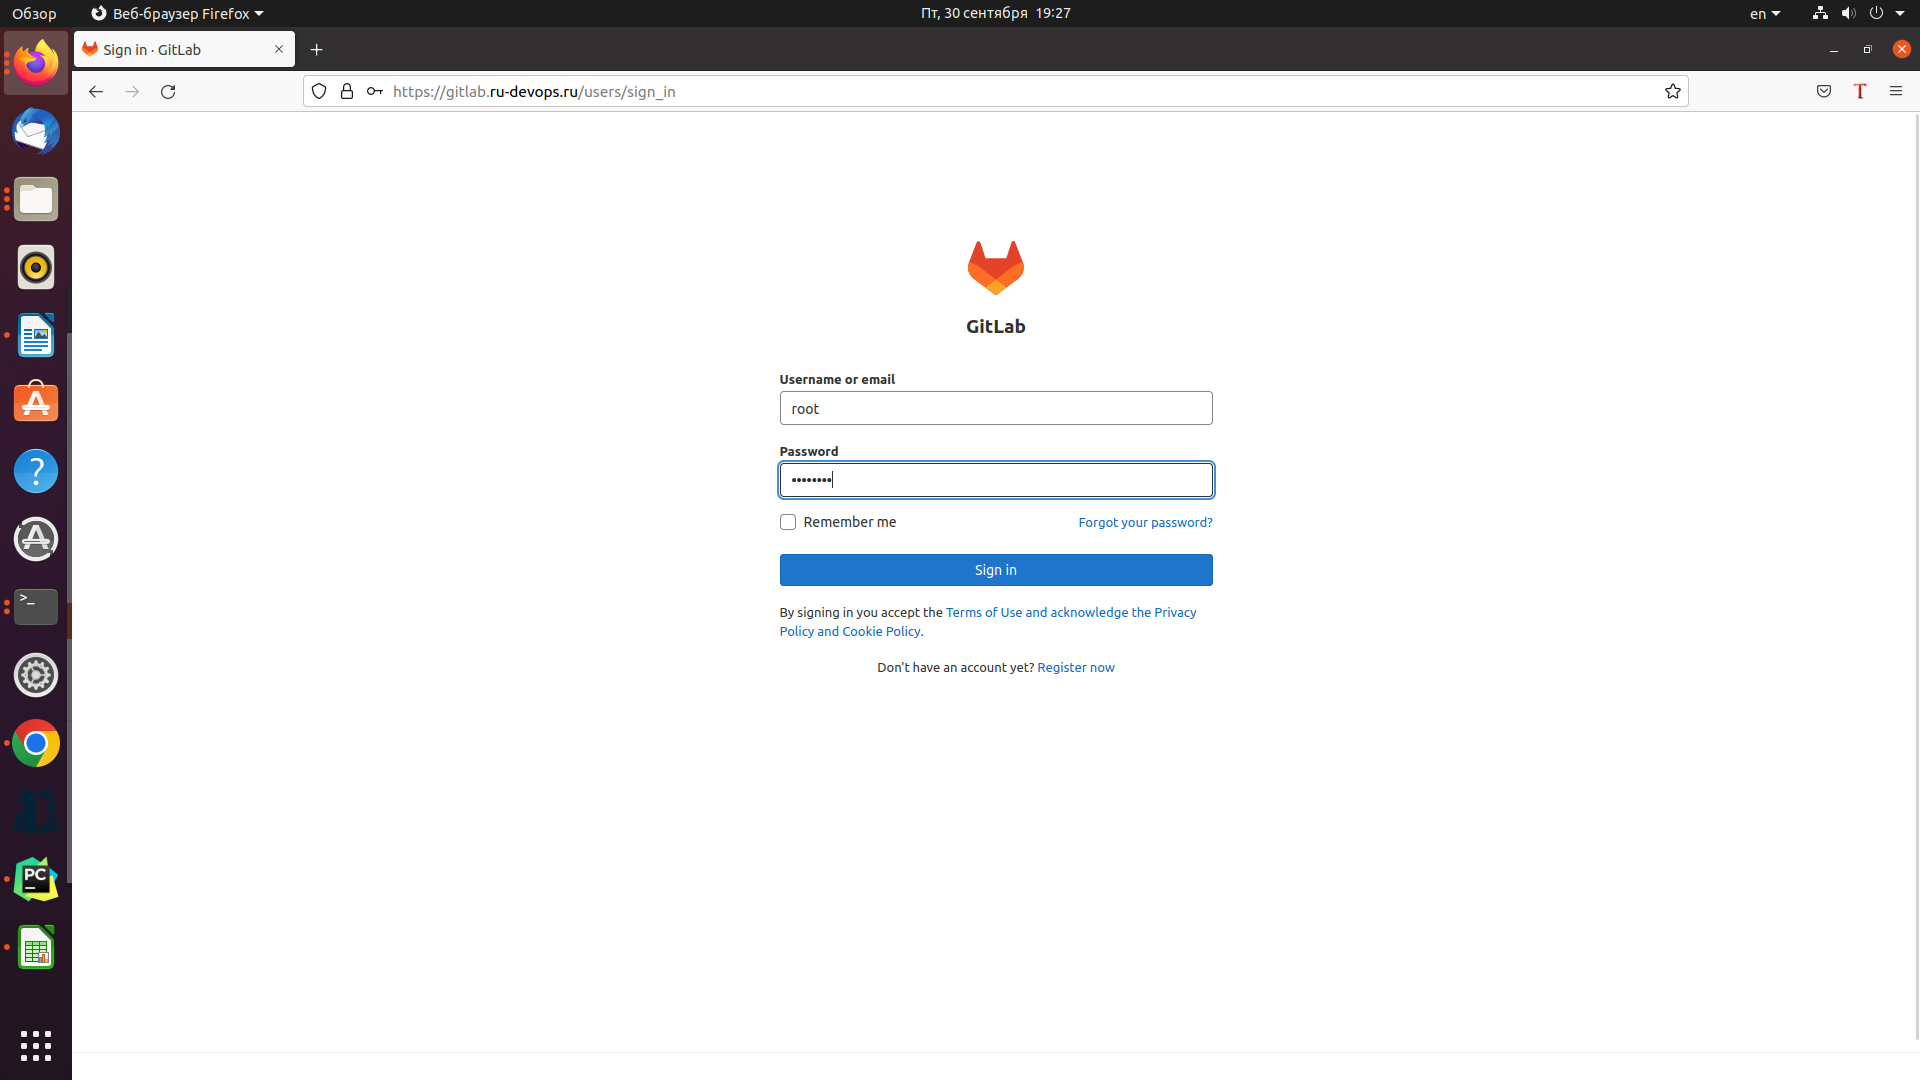 Обзор
Веб-браузер Firefox
Пт, 30 сентября 19:27
en
Sign in · GitLab
https://gitlab.ru-devops.ru/users/sign_in
T
GitLab
Username or email
root
Password
••••••••
Remember me
Forgot your password?
Sign in
By signing in you accept the Terms of Use and acknowledge the Privacy
Policy and Cookie Policy.
Don't have an account yet? Register now
?
>_
PC